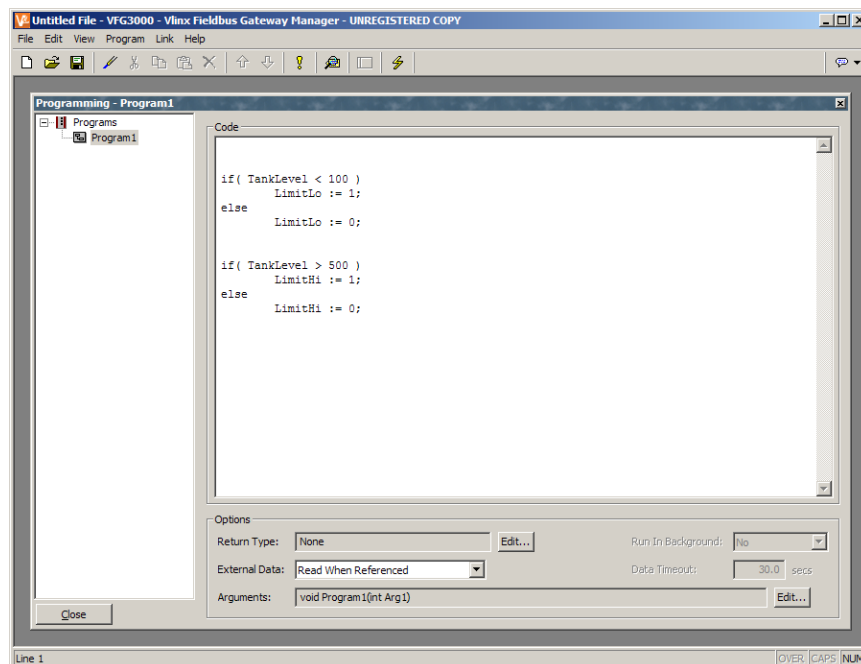 Untitled File - VFG3000 - Vlinx Fieldbus Gateway Manager - UNREGISTERED COPY
File Edit View Program Link Help
Programming - Program1
Programs
Program1
Code
if( TankLevel < 100 )
LimitLo := 1;
else
LimitLo := 0;
if( TankLevel > 500 )
LimitHi := 1;
else
LimitHi := 0;
Options
Return Type: None Edit... Run In Background: No
External Data: Read When Referenced Data Timeout: 30.0 secs
Arguments: void Program1(int Arg1) Edit...
Close
Line 1 OVER CAPS NUM